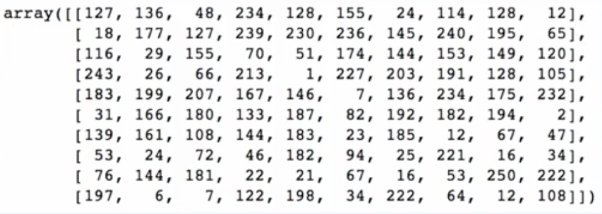 array([[127, 136, 48, 234, 128, 155, 24, 114, 128, 12],
[ 18, 177, 127, 239, 230, 236, 145, 240, 195, 65],
[116, 29, 155, 70, 51, 174, 144, 153, 149, 120],
[243, 26, 66, 213, 1, 227, 203, 191, 128, 105],
[183, 199, 207, 167, 146, 7, 136, 234, 175, 232],
[ 31, 166, 180, 133, 187, 82, 192, 182, 194, 2],
[139, 161, 108, 144, 183, 23, 185, 12, 67, 47],
[ 53, 24, 72, 46, 182, 94, 25, 221, 16, 34],
[ 76, 144, 181, 22, 21, 67, 16, 53, 250, 222],
[197, 6, 7, 122, 198, 34, 222, 64, 12, 108]])